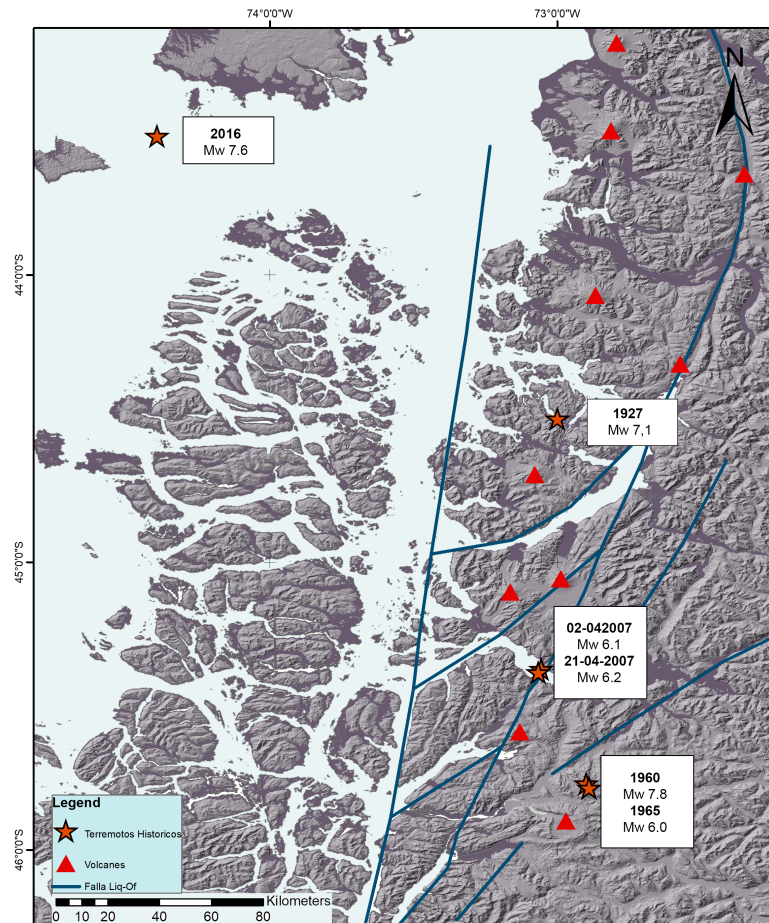 74°0'0"W
73°0'0"W
N
2016
Mw 7.6
44°0'0"S
1927
Mw 7,1
45°0'0"S
02-042007
Mw 6.1
21-04-2007
Mw 6.2
1960
Mw 7.8
1965
Mw 6.0
46°0'0"S
Legend
Terremotos Historicos
Volcanes
Falla Liq-Of
Kilometers
0 10 20 40 60 80